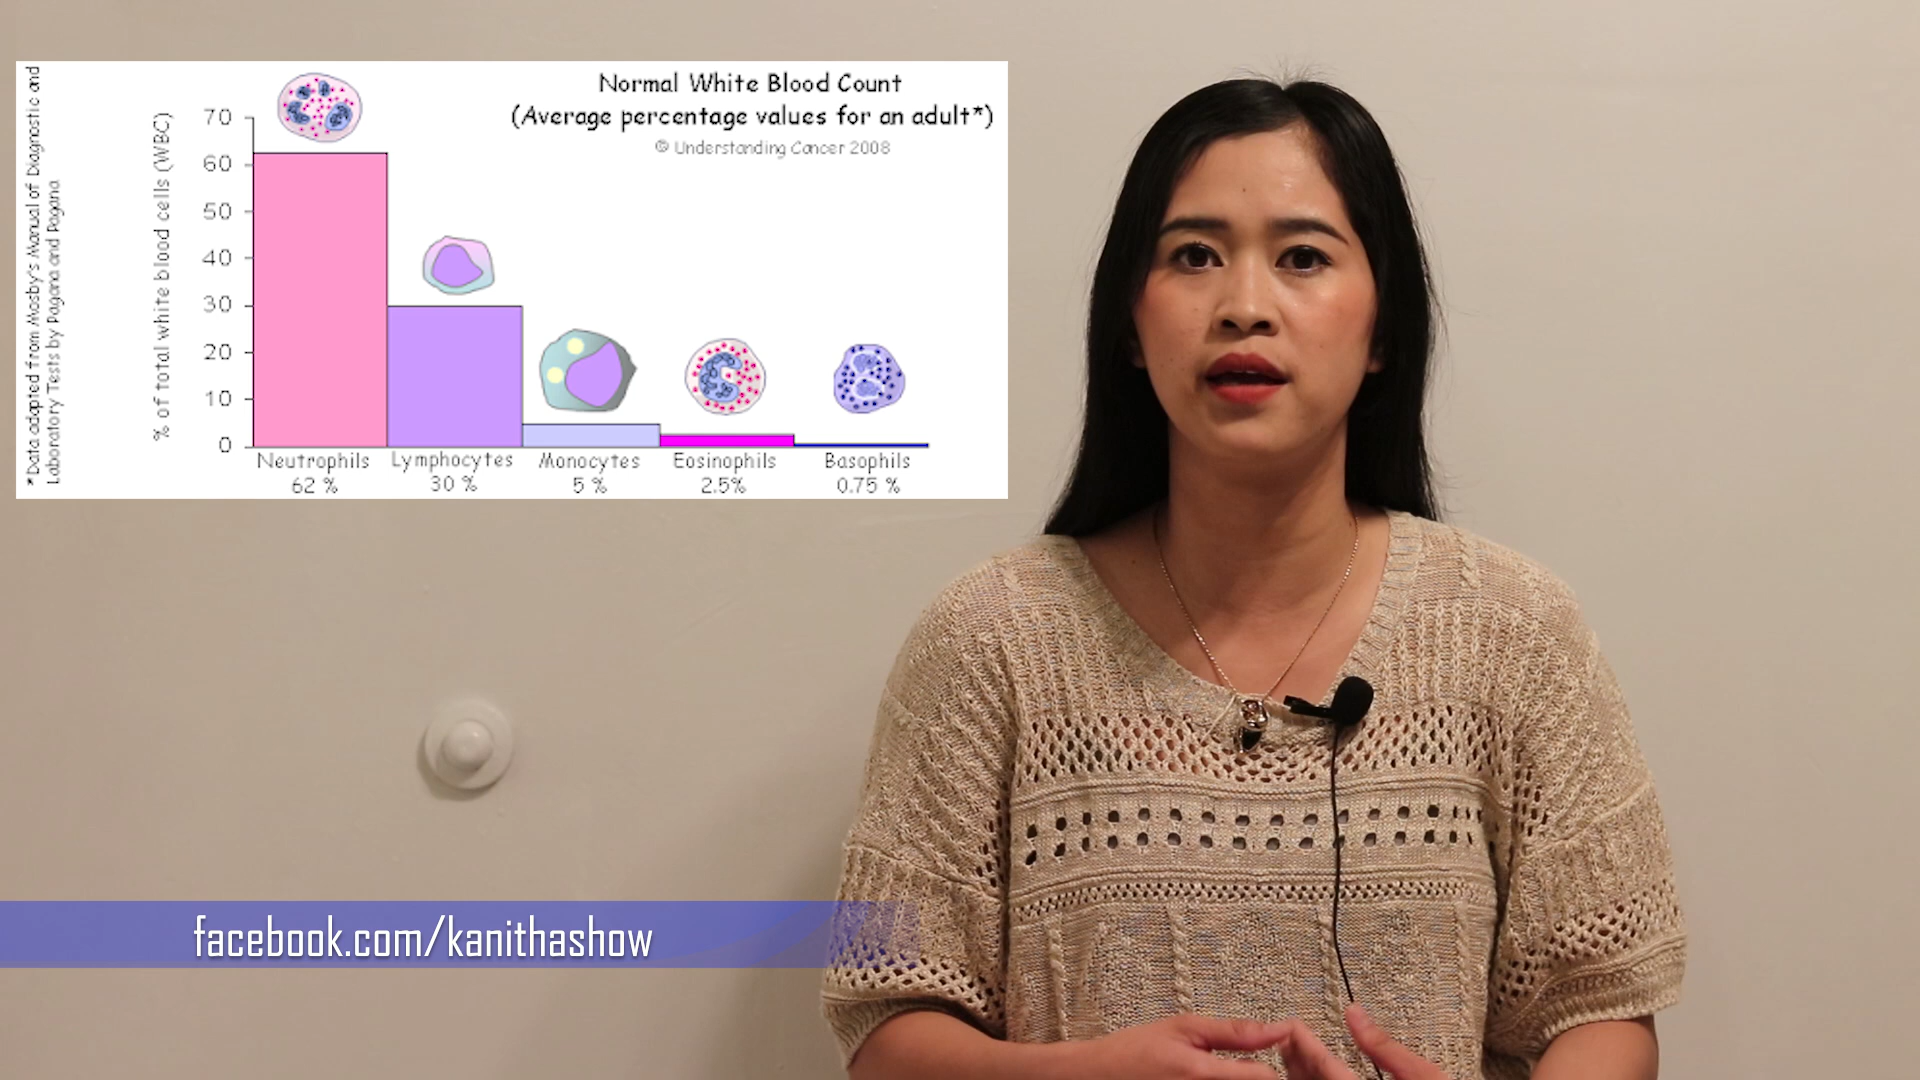 *Data adapted from Mosby's Manual of Diagnostic and
Laboratory Tests by Pagana and Pagana
Normal White Blood Count
(Average percentage values for an adult*)
© Understanding Cancer 2008
% of total white blood cells (WBC)
70
60
50
40
30
20
10
0
Neutrophils Lymphocytes Monocytes Eosinophils Basophils
62 % 30 % 5 % 2.5% 0.75 %
facebook.com/kanithashow